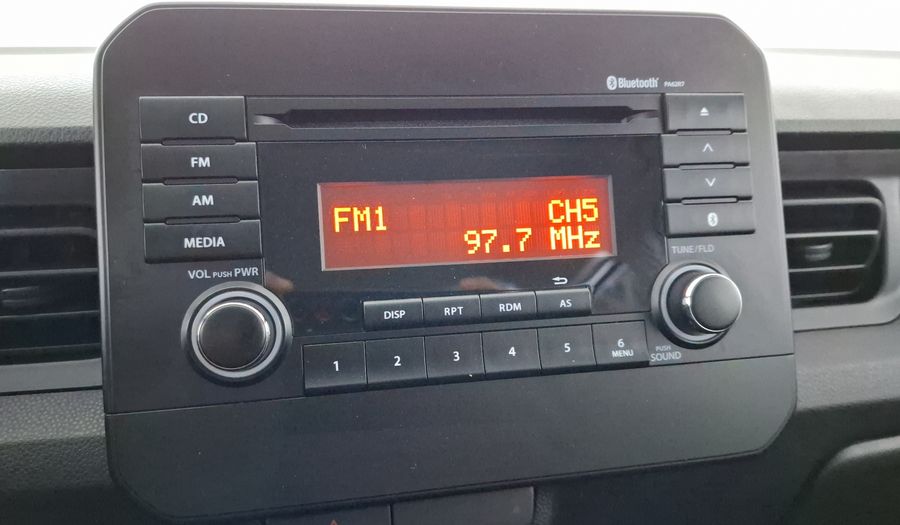 Bluetooth PA62R7
CD
FM
AM
MEDIA
FM1 CH5
97.7 MHz
VOL PUSH PWR
TUNE/FLD
DISP RPT RDM AS
1 2 3 4 5 6
MENU
PUSH
SOUND